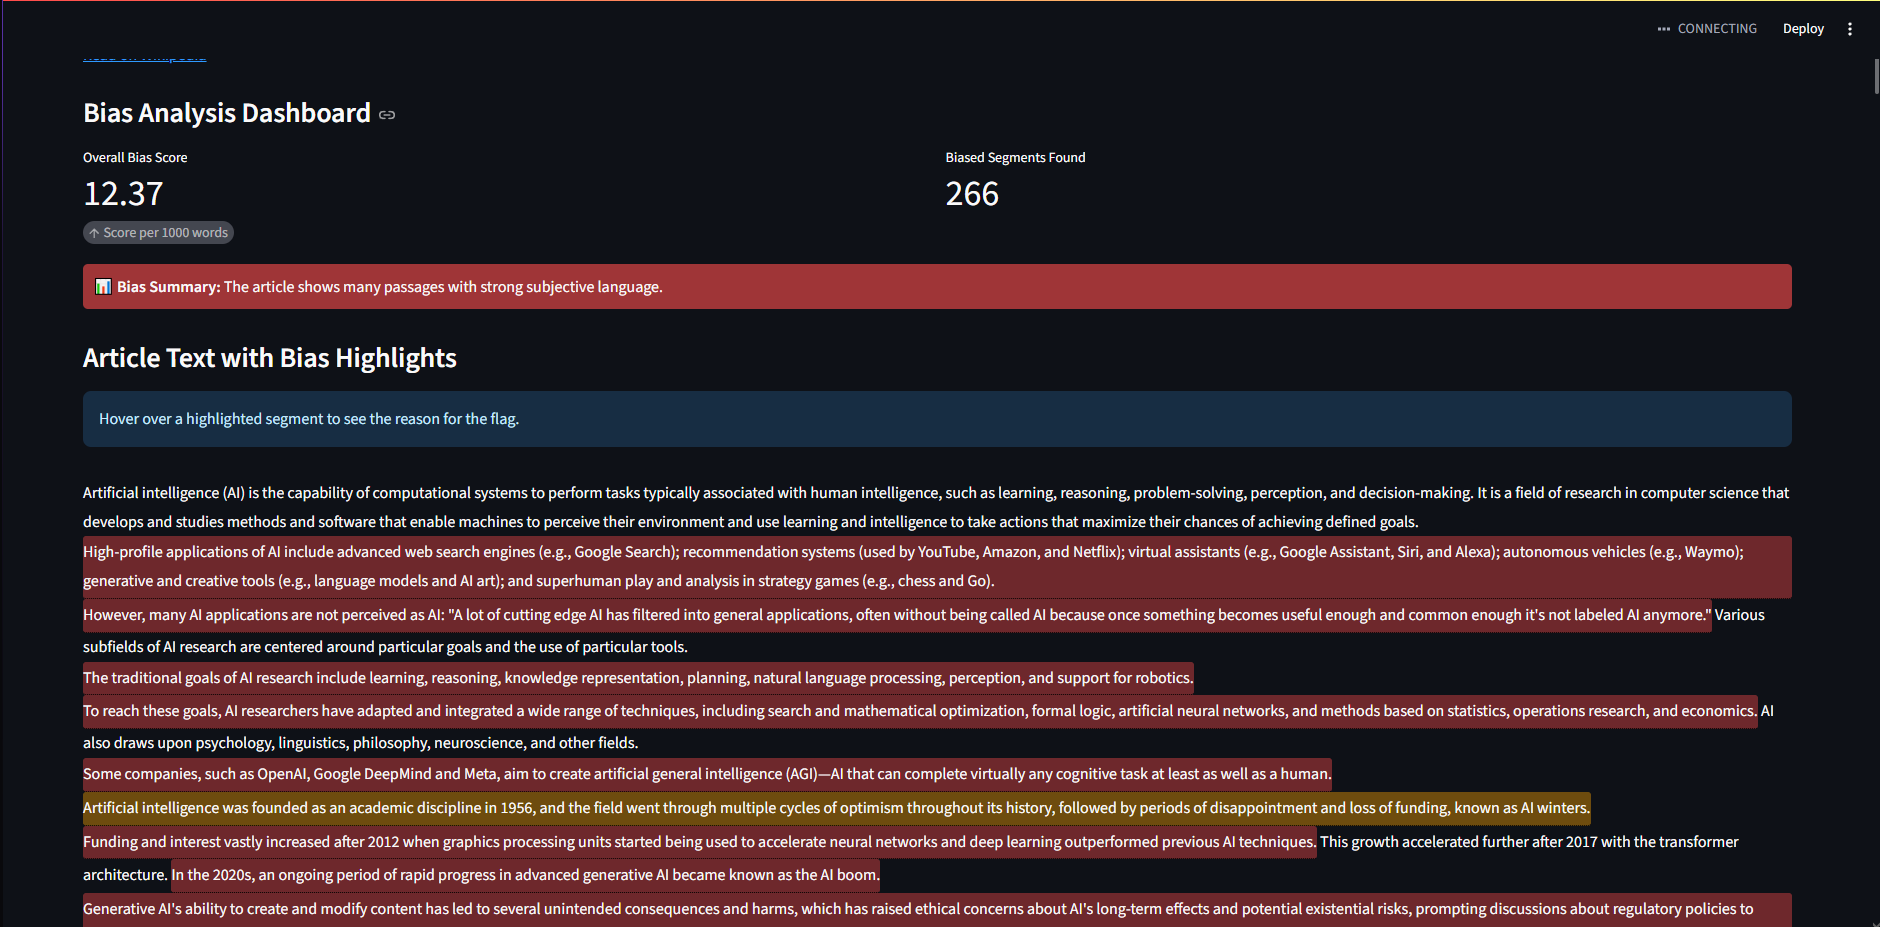 CONNECTING
Deploy
Read on Wikipedia
Bias Analysis Dashboard
Overall Bias Score
12.37
Score per 1000 words
Biased Segments Found
266
Bias Summary: The article shows many passages with strong subjective language.
Article Text with Bias Highlights
Hover over a highlighted segment to see the reason for the flag.
Artificial intelligence (AI) is the capability of computational systems to perform tasks typically associated with human intelligence, such as learning, reasoning, problem-solving, perception, and decision-making. It is a field of research in computer science that
develops and studies methods and software that enable machines to perceive their environment and use learning and intelligence to take actions that maximize their chances of achieving defined goals.
High-profile applications of AI include advanced web search engines (e.g., Google Search); recommendation systems (used by YouTube, Amazon, and Netflix); virtual assistants (e.g., Google Assistant, Siri, and Alexa); autonomous vehicles (e.g., Waymo);
generative and creative tools (e.g., language models and AI art); and superhuman play and analysis in strategy games (e.g., chess and Go).
However, many AI applications are not perceived as AI: "A lot of cutting edge AI has filtered into general applications, often without being called AI because once something becomes useful enough and common enough it's not labeled AI anymore." Various
subfields of AI research are centered around particular goals and the use of particular tools.
The traditional goals of AI research include learning, reasoning, knowledge representation, planning, natural language processing, perception, and support for robotics.
To reach these goals, AI researchers have adapted and integrated a wide range of techniques, including search and mathematical optimization, formal logic, artificial neural networks, and methods based on statistics, operations research, and economics. AI
also draws upon psychology, linguistics, philosophy, neuroscience, and other fields.
Some companies, such as OpenAI, Google DeepMind and Meta, aim to create artificial general intelligence (AGI)—AI that can complete virtually any cognitive task at least as well as a human.
Artificial intelligence was founded as an academic discipline in 1956, and the field went through multiple cycles of optimism throughout its history, followed by periods of disappointment and loss of funding, known as AI winters.
Funding and interest vastly increased after 2012 when graphics processing units started being used to accelerate neural networks and deep learning outperformed previous AI techniques. This growth accelerated further after 2017 with the transformer
architecture. In the 2020s, an ongoing period of rapid progress in advanced generative AI became known as the AI boom.
Generative AI's ability to create and modify content has led to several unintended consequences and harms, which has raised ethical concerns about AI's long-term effects and potential existential risks, prompting discussions about regulatory policies to